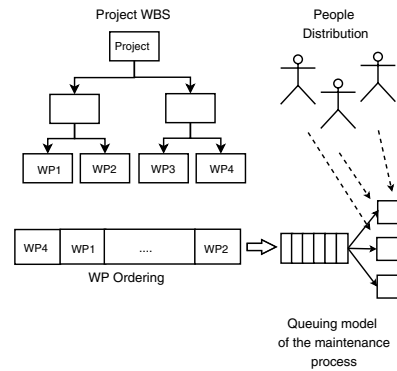 Project WBS
People
Distribution
Project
WP1 WP2 WP3 WP4
WP4 WP1 .... WP2
WP Ordering
Queuing model
of the maintenance
process